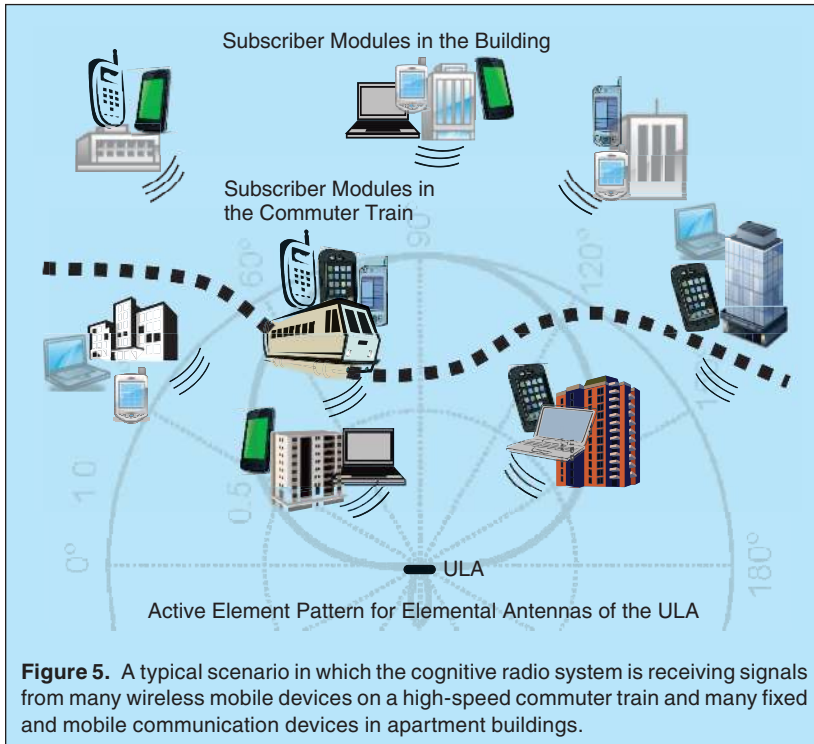 Subscriber Modules in the Building
Subscriber Modules in
the Commuter Train
90°
60°
120°
10
0.5
0°
180°
ULA
Active Element Pattern for Elemental Antennas of the ULA
Figure 5. A typical scenario in which the cognitive radio system is receiving signals
from many wireless mobile devices on a high-speed commuter train and many fixed
and mobile communication devices in apartment buildings.